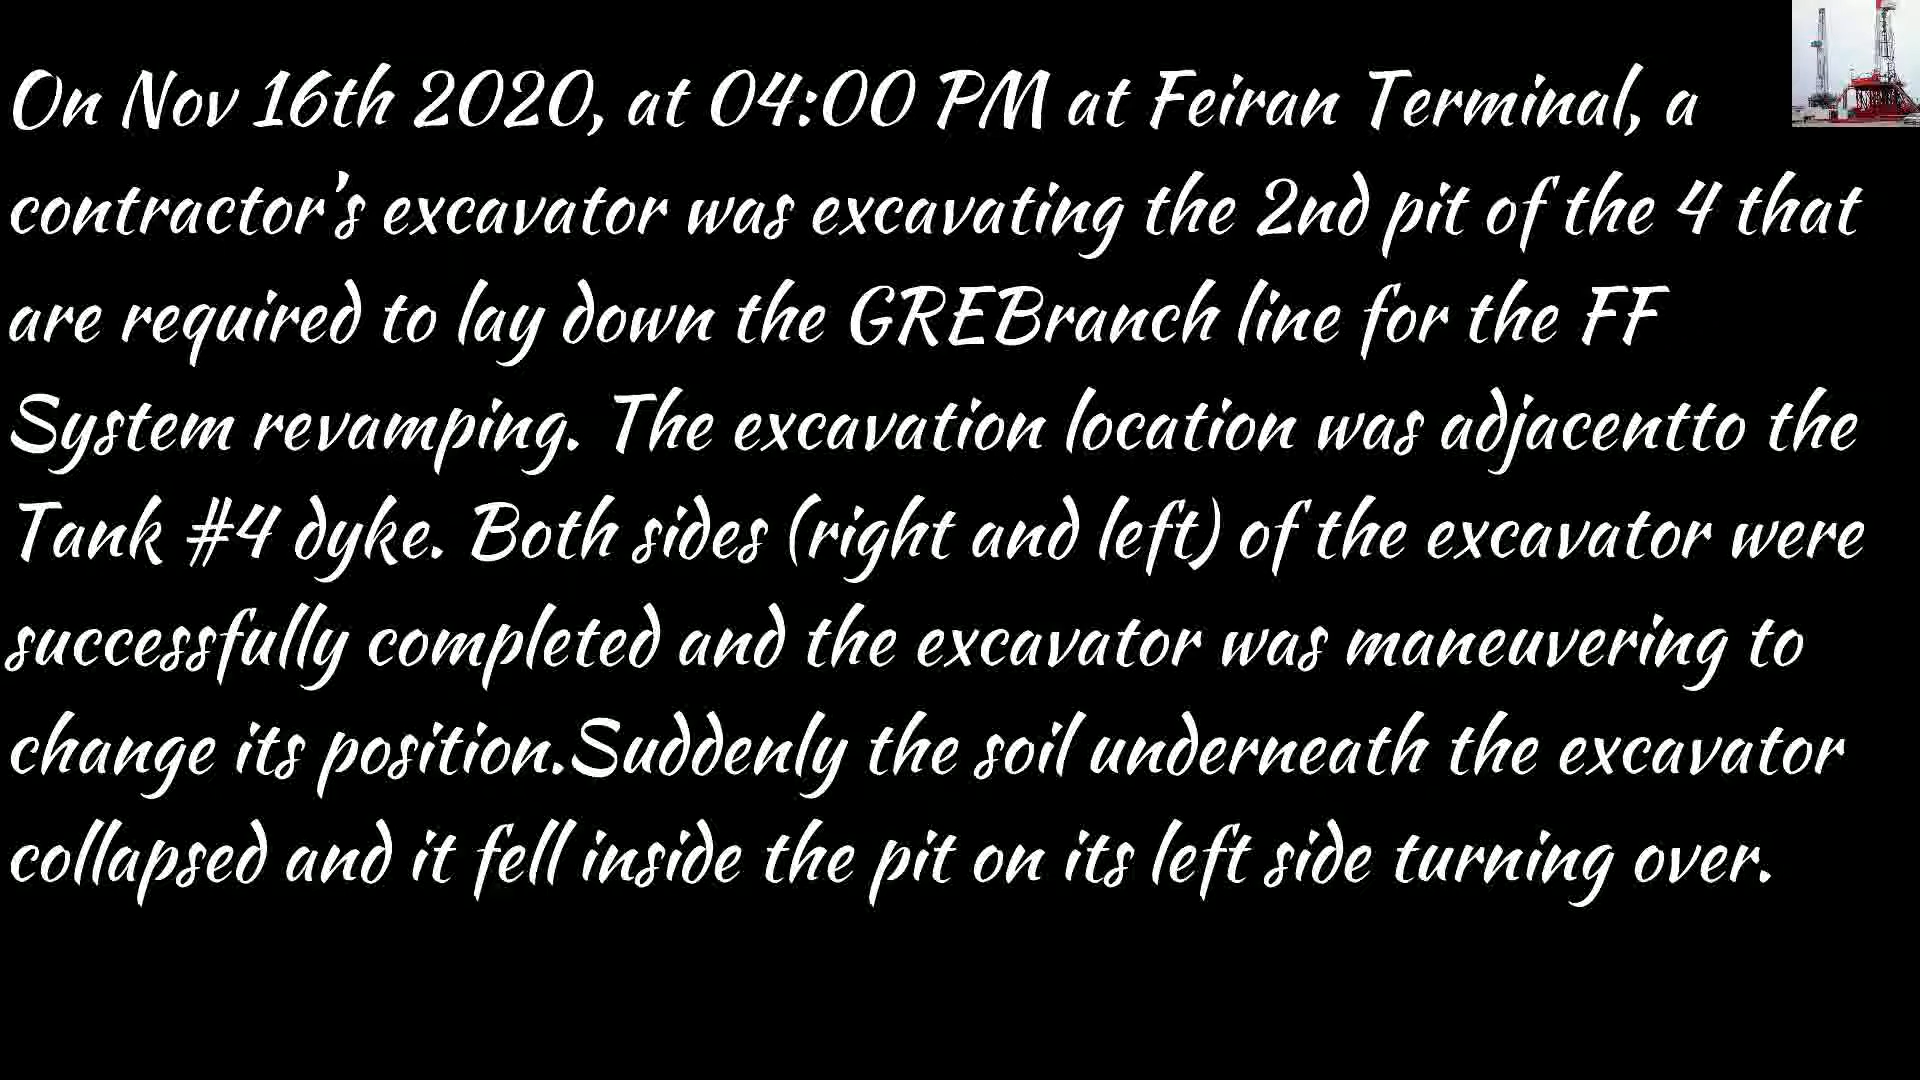 On Nov 16th 2020, at 04:00 PM at Feiran Terminal, a
contractor's excavator was excavating the 2nd pit of the 4 that
are required to lay down the GREBranch line for the FF
System revamping. The excavation location was adjacentto the
Tank #4 dyke. Both sides (right and left) of the excavator were
successfully completed and the excavator was maneuvering to
change its position.Suddenly the soil underneath the excavator
collapsed and it fell inside the pit on its left side turning over.